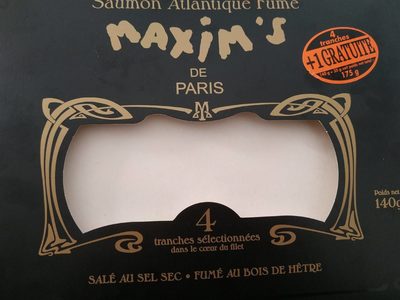 Saumon Atlantique Fumé
MAXIM'S
DE
PARIS
M
4
tranches
+1 GRATUITE
175 g
Poids net
140g
4
tranches sélectionnées
dans le cœur du filet
SALÉ AU SEL SEC • FUMÉ AU BOIS DE HÊTRE